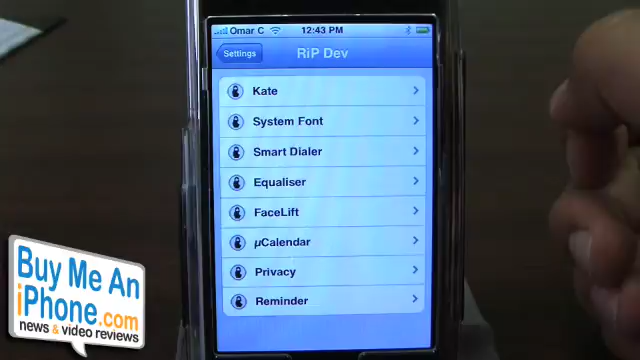 Omar C 12:43 PM
Settings RiP Dev
Kate
System Font
Smart Dialer
Equaliser
FaceLift
µCalendar
Privacy
Reminder
Buy Me An
iPhone.com
news & video reviews